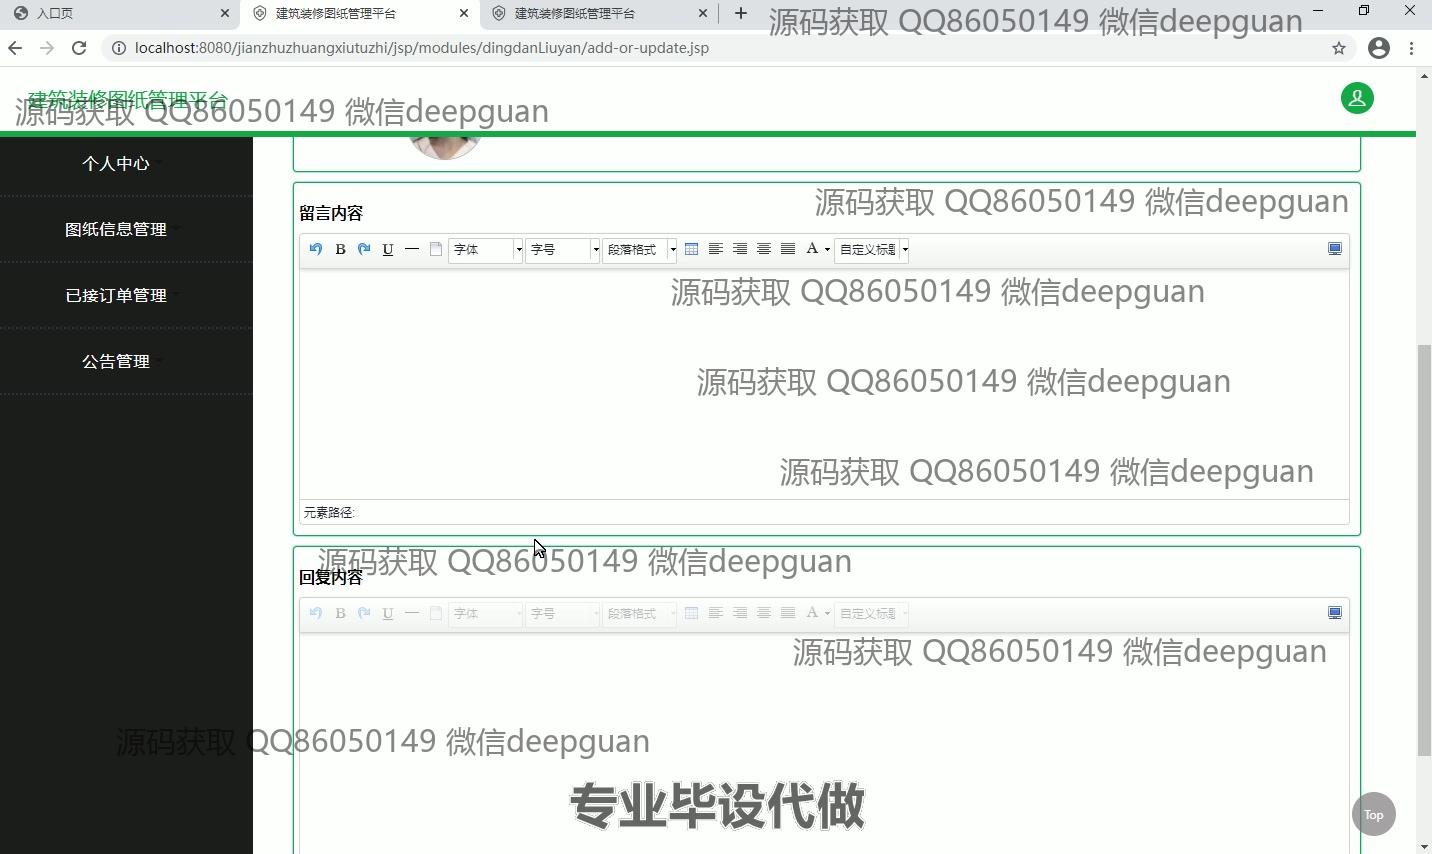 入口页
建筑装修图纸管理平台
建筑装修图纸管理平台
源码获取 QQ86050149 微信deepguan
localhost:8080/jianzhuzhuangxiutuzhi/jsp/modules/dingdanLiuyan/add-or-update.jsp
建筑装修图纸管理平台
源码获取 QQ86050149 微信deepguan
个人中心
图纸信息管理
已接订单管理
公告管理
源码获取 QQ86050149 微信deepguan
留言内容
B U 字体 字号 段落格式 A 自定义标题
源码获取 QQ86050149 微信deepguan
源码获取 QQ86050149 微信deepguan
源码获取 QQ86050149 微信deepguan
元素路径:
源码获取 QQ86050149 微信deepguan
回复内容
B U 字体 字号 段落格式 A 自定义标题
源码获取 QQ86050149 微信deepguan
源码获取 QQ86050149 微信deepguan
专业毕设代做
Top